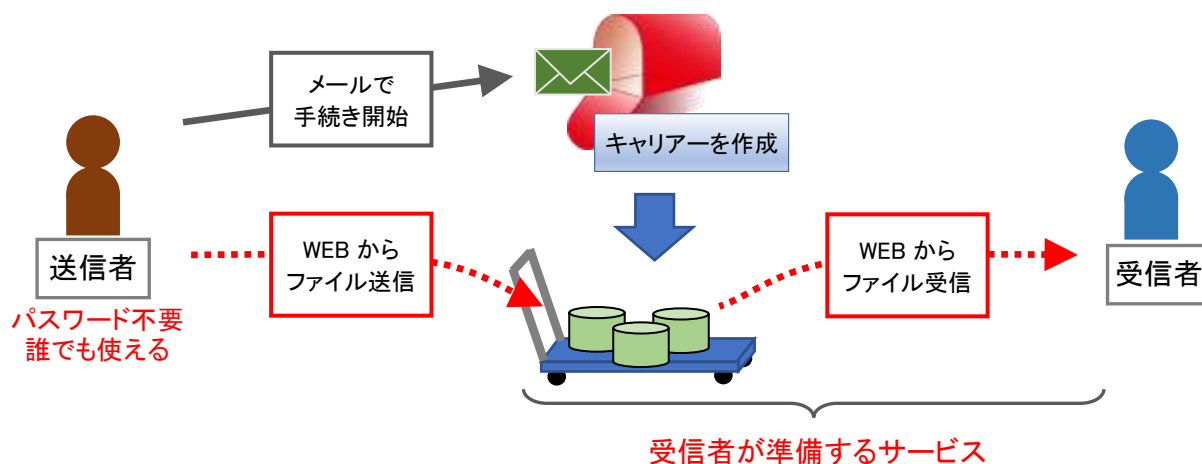 メールで
手続き開始
キャリアーを作成
送信者
パスワード不要
誰でも使える
WEB から
ファイル送信
WEB から
ファイル受信
受信者
受信者が準備するサービス